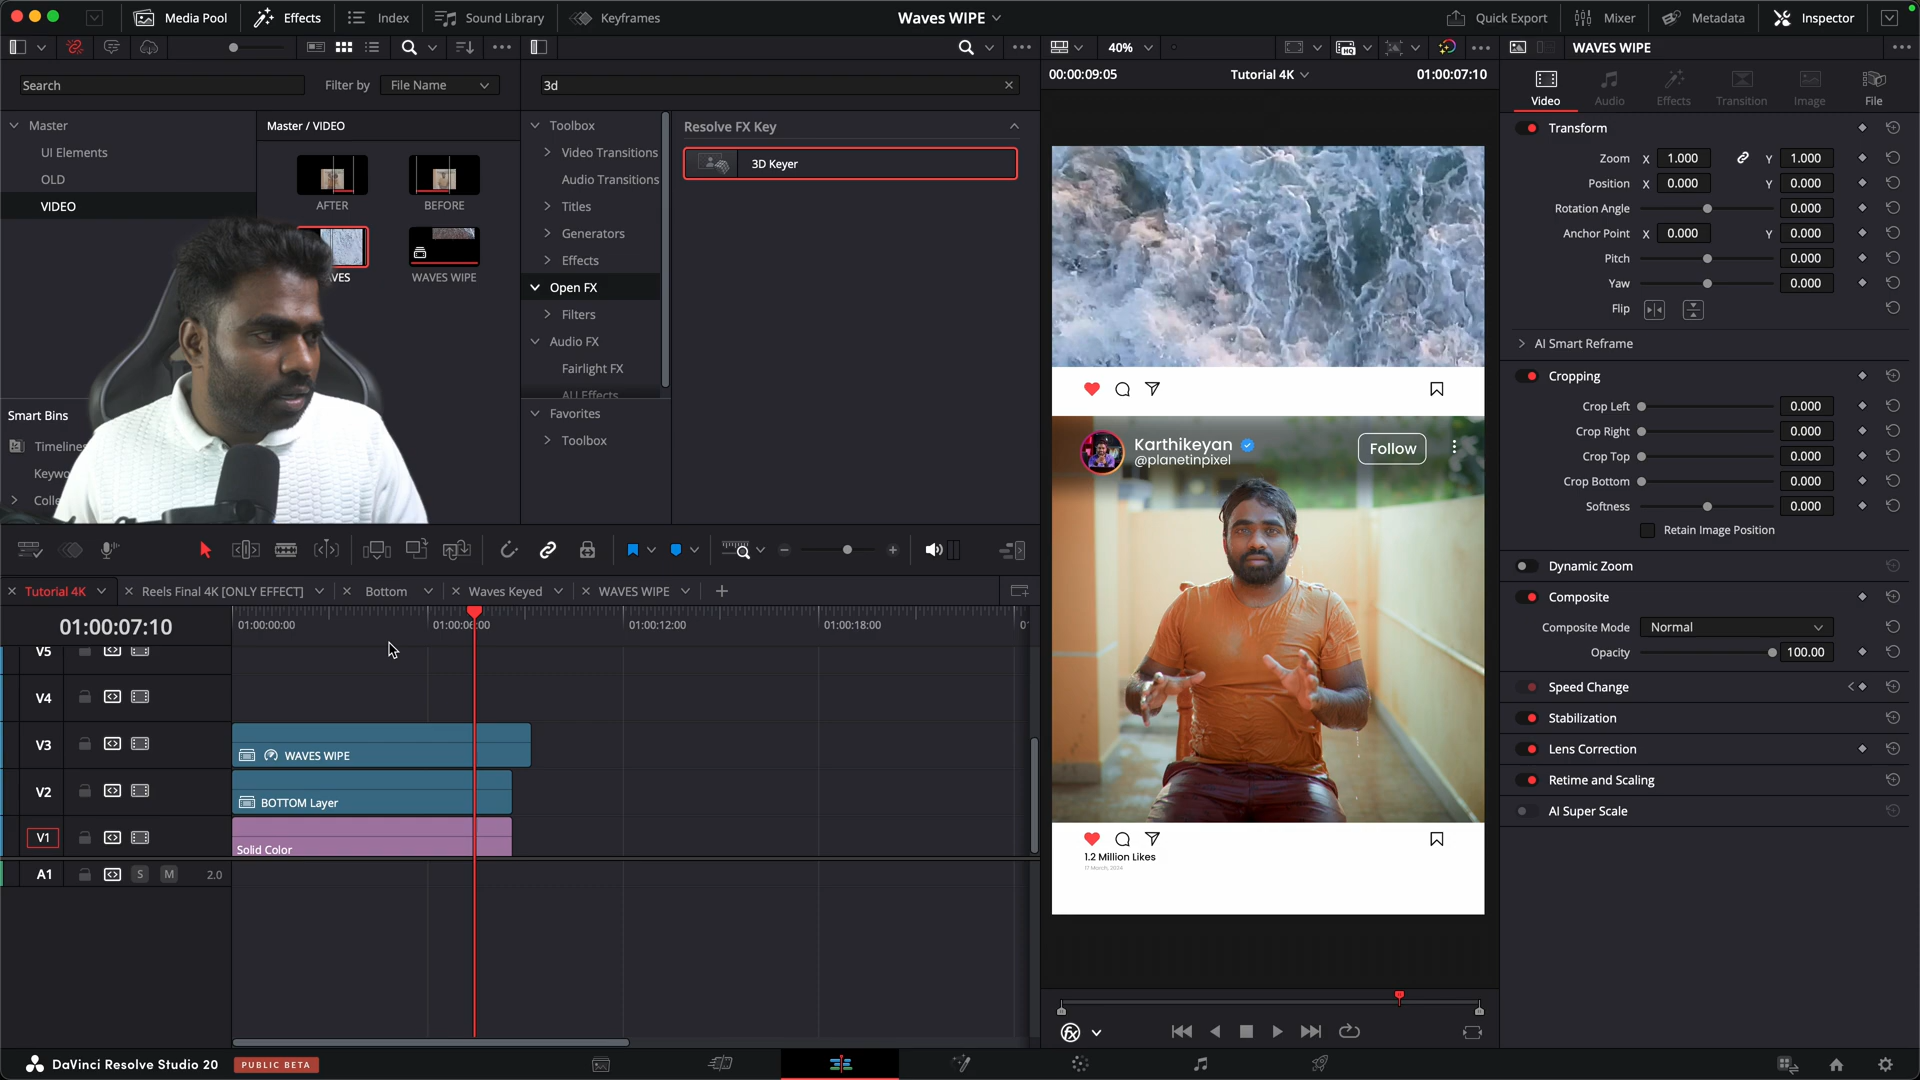 Media Pool
Effects
Index
Sound Library
Keyframes
Waves WIPE
Quick Export
Mixer
Metadata
Inspector
40%
WAVES WIPE
Search
Filter by
File Name
3d
00:00:09:05
Tutorial 4K
01:00:07:10
Video
Audio
Effects
Transition
Image
File
Master
UI Elements
OLD
VIDEO
Master / VIDEO
AFTER
BEFORE
VES
WAVES WIPE
Smart Bins
Timeline
Keywo
Colle
Toolbox
Video Transitions
Audio Transitions
Titles
Generators
Effects
Open FX
Filters
Audio FX
Fairlight FX
AU Effects
Favorites
Toolbox
Resolve FX Key
3D Keyer
Karthikeyan
@planetinpixel
Follow
1.2 Million Likes
17 March, 2024
Transform
Zoom X 1.000 Y 1.000
Position X 0.000 Y 0.000
Rotation Angle 0.000
Anchor Point X 0.000 Y 0.000
Pitch 0.000
Yaw 0.000
Flip
AI Smart Reframe
Cropping
Crop Left 0.000
Crop Right 0.000
Crop Top 0.000
Crop Bottom 0.000
Softness 0.000
Retain Image Position
Dynamic Zoom
Composite
Composite Mode Normal
Opacity 100.00
Speed Change
Stabilization
Lens Correction
Retime and Scaling
AI Super Scale
Tutorial 4K
Reels Final 4K [ONLY EFFECT]
Bottom
Waves Keyed
WAVES WIPE
01:00:07:10
01:00:00:00
01:00:06:00
01:00:12:00
01:00:18:00
V5
V4
V3
WAVES WIPE
V2
BOTTOM Layer
V1
Solid Color
A1 S M 2.0
DaVinci Resolve Studio 20
PUBLIC BETA